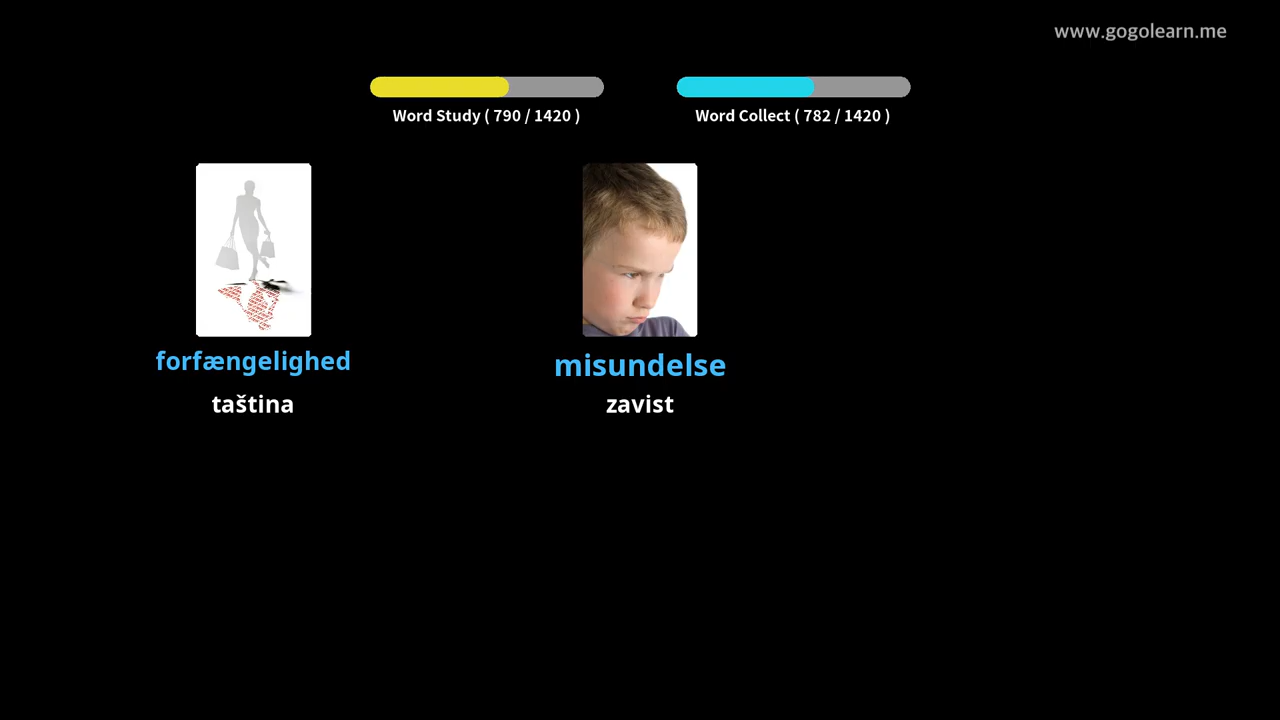 www.gogolearn.me
Word Study ( 790 / 1420 )
Word Collect ( 782 / 1420 )
forfængelighed
misundelse
taština
zavist